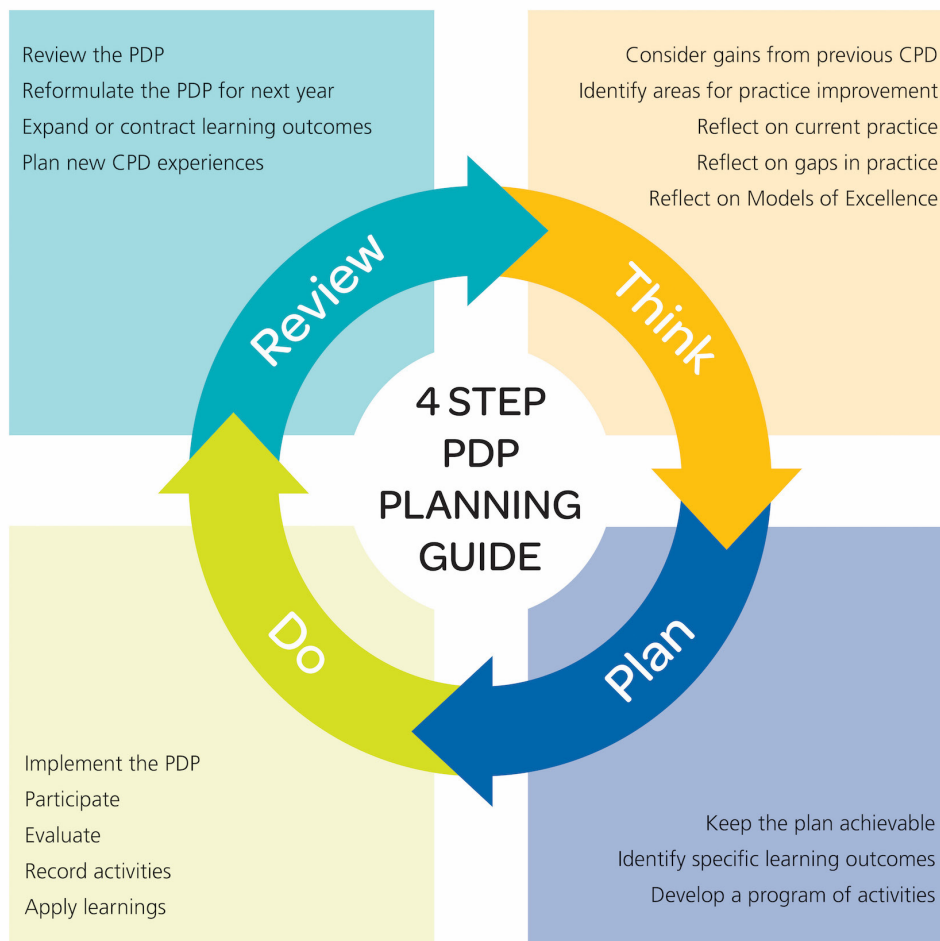 Review the PDP
Reformulate the PDP for next year
Expand or contract learning outcomes
Plan new CPD experiences
Consider gains from previous CPD
Identify areas for practice improvement
Reflect on current practice
Reflect on gaps in practice
Reflect on Models of Excellence
Review
Think
4 STEP
PDP
PLANNING
GUIDE
Do
Plan
Implement the PDP
Participate
Evaluate
Record activities
Apply learnings
Keep the plan achievable
Identify specific learning outcomes
Develop a program of activities